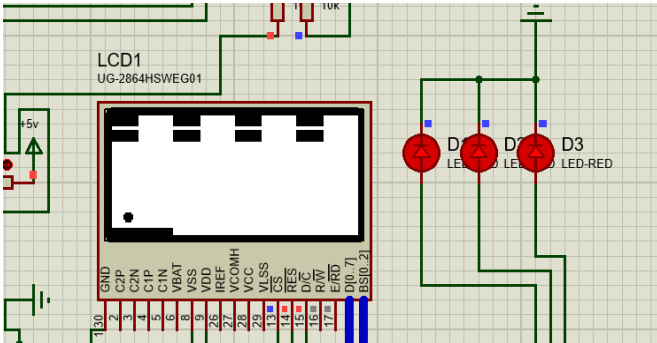 10k
LCD1
UG-2864HSWEG01
+5v
D1
D2
D3
LED-RED
GND
C2P
C2N
C1P
C1N
VBAT
VSS
VDD
IREF
VCOMH
VCC
VLSS
CS
RES
D/C
R/W
E/RD
D[0..7]
BS[0..2]
1 30 2 3 4 5 6 8 9 26 27 28 29 13 14 15 16 17